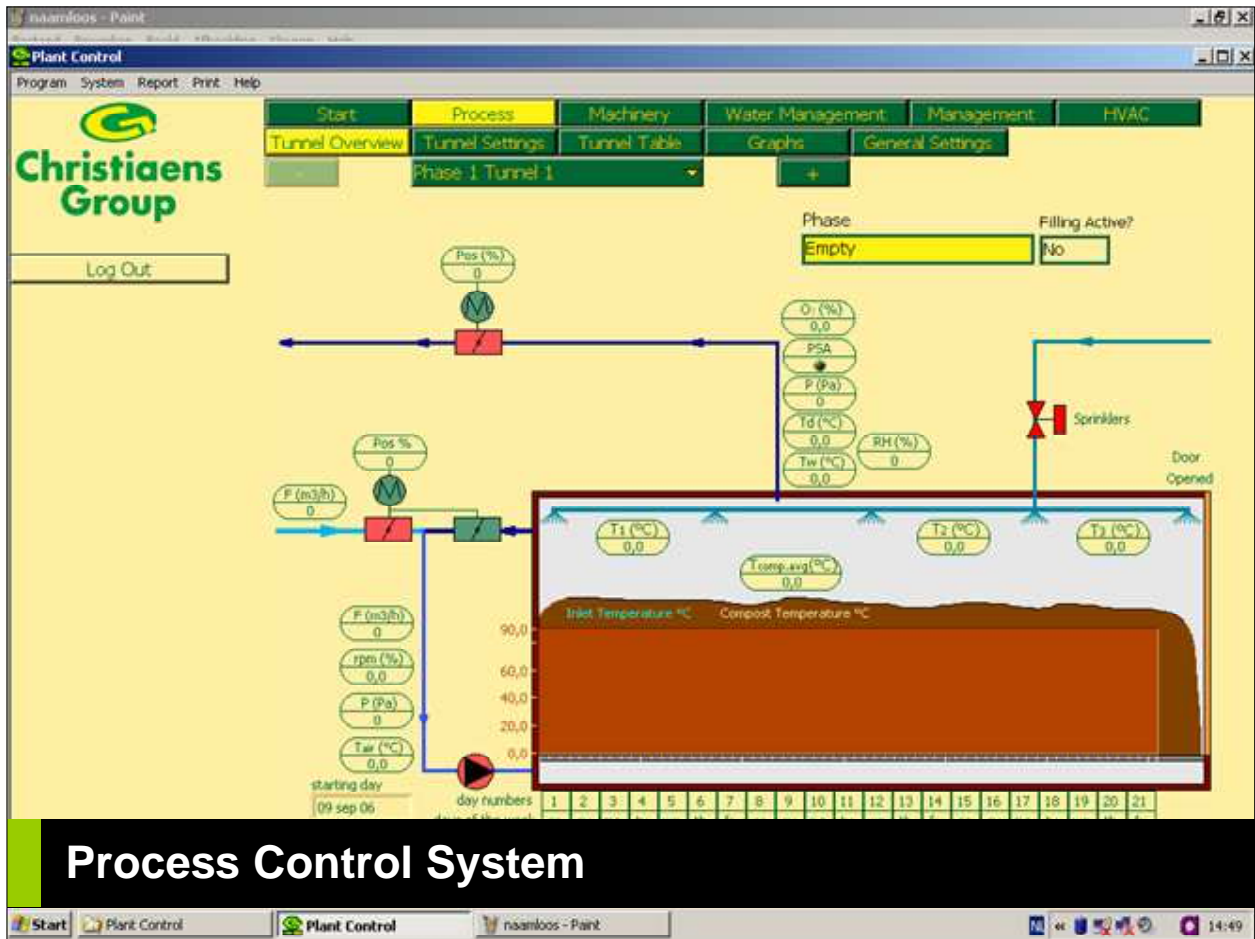 naamloos - Paint
Plant Control
Program System Report Print Help
Christiaens
Group
Log Out
Start Process Machinery Water Management Management HVAC
Tunnel Overview Tunnel Settings Tunnel Table Graphs General Settings
- Phase 1 Tunnel 1 +
Phase Filling Active?
Empty No
Pos (%)
0
O2 (%)
0,0
PSA
P (Pa)
0
Td (°C)
0,0
Tw (°C)
0,0
RH (%)
0
Sprinklers
Door
Opened
Pos %
0
F (m3/h)
0
T1 (°C)
0,0
T2 (°C)
0,0
T3 (°C)
0,0
Tcomp.avg(°C)
0,0
Inlet Temperature °C Compost Temperature °C
90,0
60,0
40,0
20,0
0,0
F (m3/h)
0
rpm (%)
0,0
P (Pa)
0
Tair (°C)
0,0
starting day
09 sep 06
day numbers 1 2 3 4 5 6 7 8 9 10 11 12 13 14 15 16 17 18 19 20 21
Process Control System
Start Plant Control Plant Control naamloos - Paint NL « 14:49